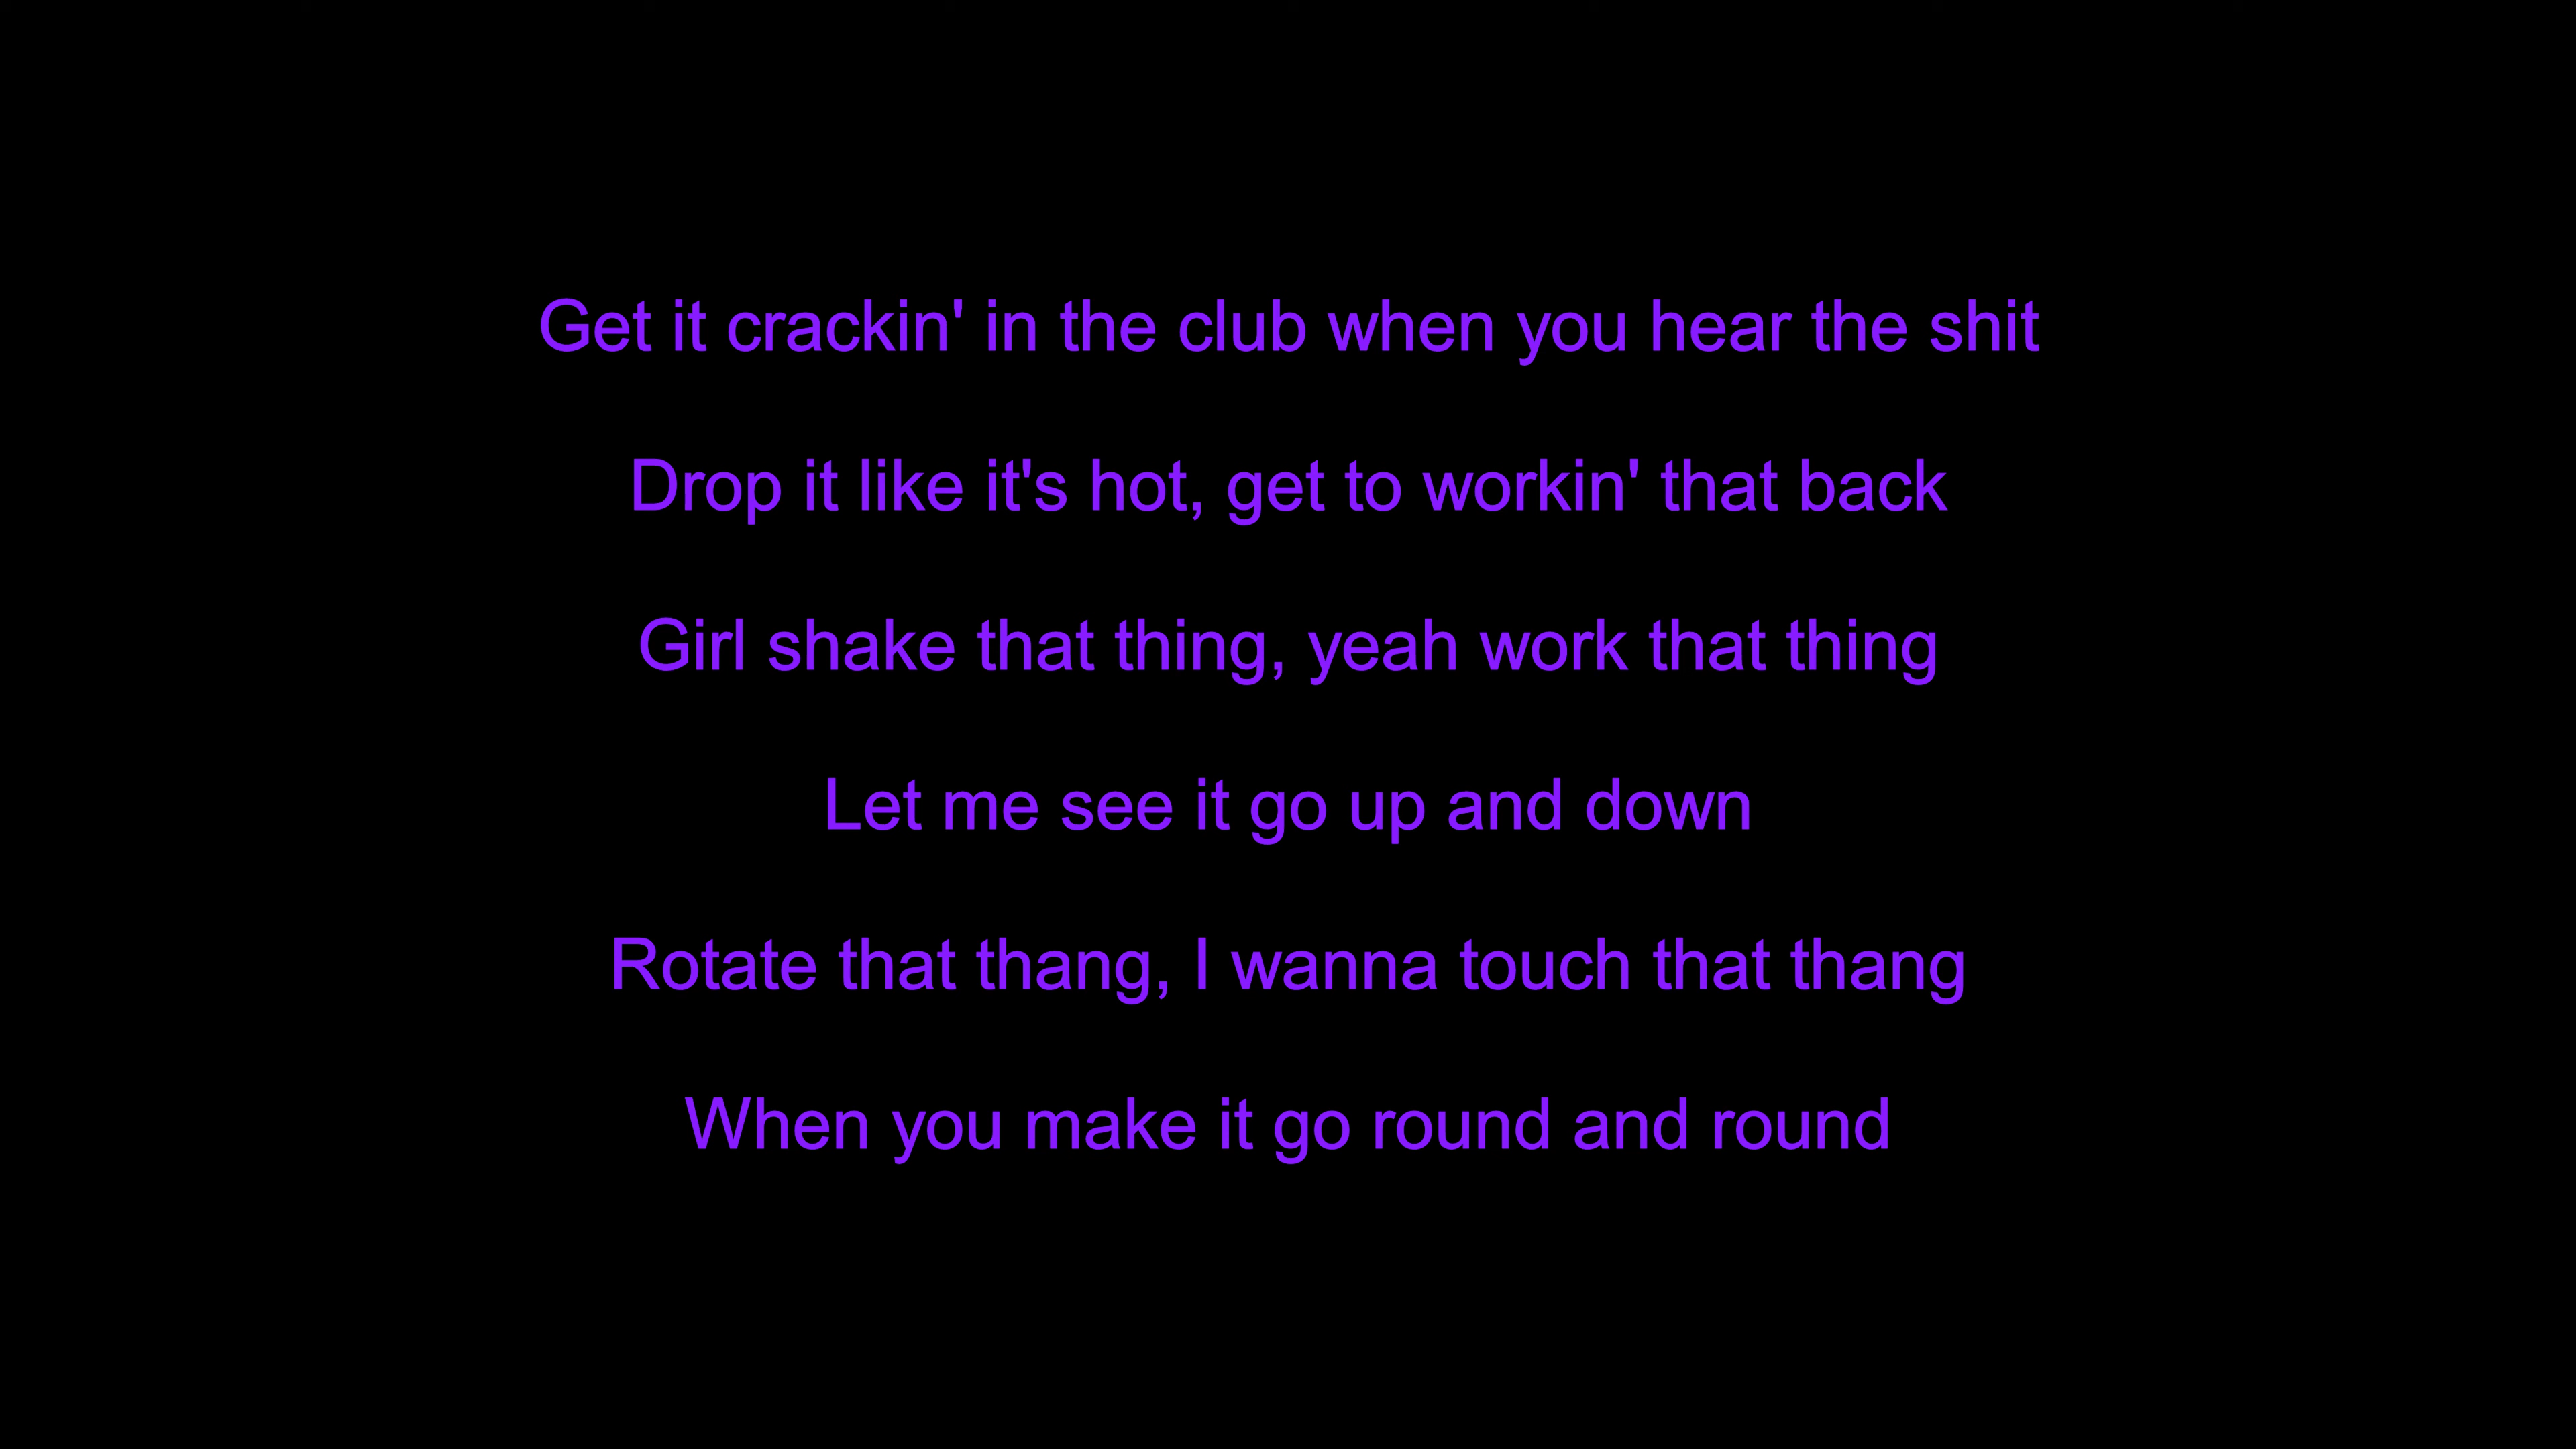 Get it crackin' in the club when you hear the shit
Drop it like it's hot, get to workin' that back
Girl shake that thing, yeah work that thing
Let me see it go up and down
Rotate that thang, I wanna touch that thang
When you make it go round and round